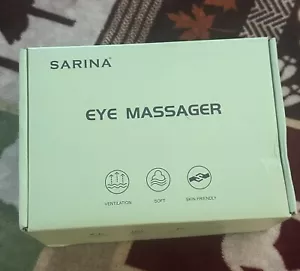 SARINA
EYE MASSAGER
VENTILATION SOFT SKIN FRIENDLY